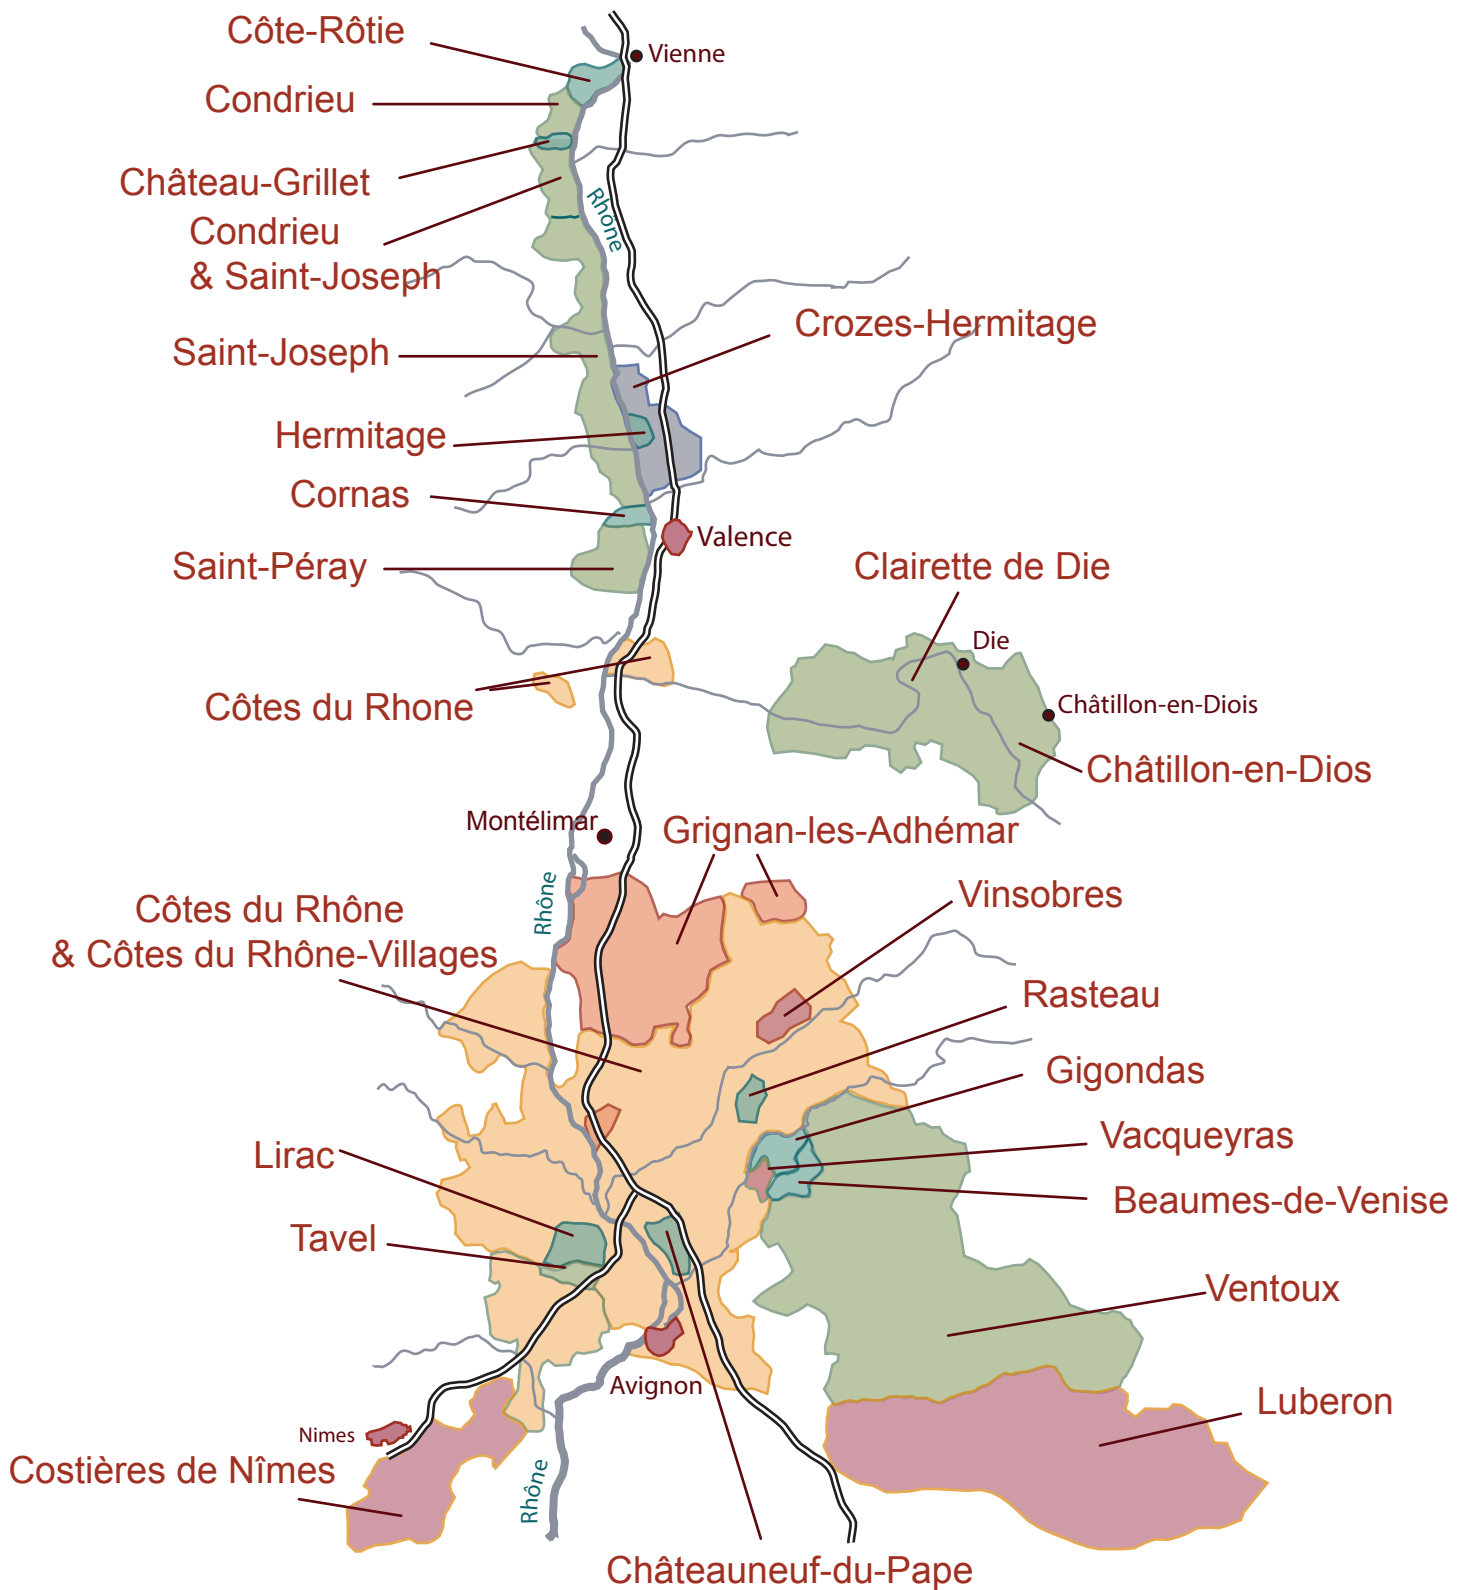 Côte-Rôtie
Vienne
Condrieu
Château-Grillet
Rhône
Condrieu
& Saint-Joseph
Crozes-Hermitage
Saint-Joseph
Hermitage
Cornas
Valence
Saint-Péray
Clairette de Die
Die
Côtes du Rhone
Châtillon-en-Diois
Châtillon-en-Dios
Montélimar
Grignan-les-Adhémar
Rhône
Vinsobres
Côtes du Rhône
& Côtes du Rhône-Villages
Rasteau
Gigondas
Vacqueyras
Lirac
Beaumes-de-Venise
Tavel
Ventoux
Avignon
Luberon
Nimes
Costières de Nîmes
Rhône
Châteauneuf-du-Pape